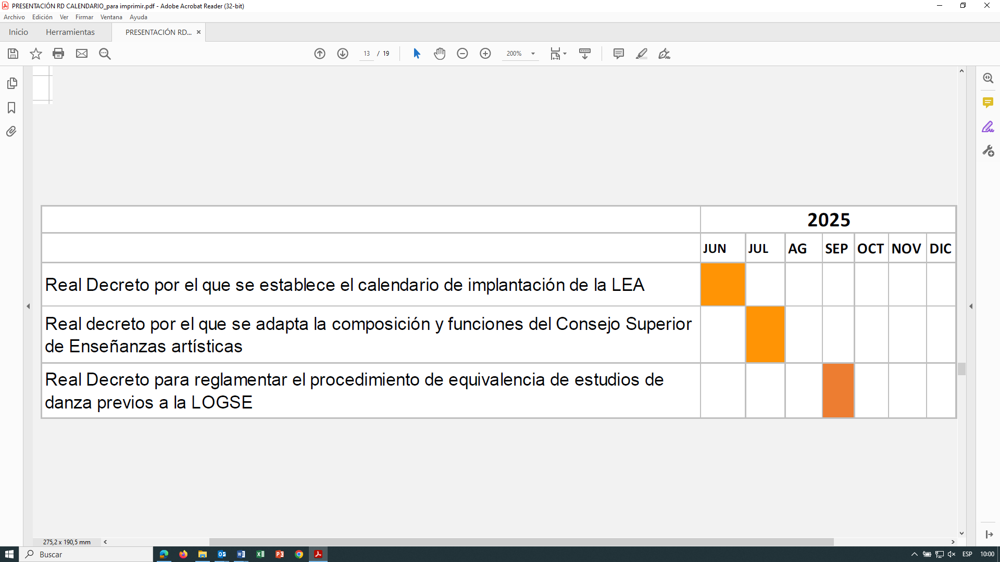 PRESENTACIÓN RD CALENDARIO_para imprimir.pdf - Adobe Acrobat Reader (32-bit)
Archivo Edición Ver Firmar Ventana Ayuda
Inicio Herramientas PRESENTACIÓN RD... ×
13 / 19 200%
2025
JUN JUL AG SEP OCT NOV DIC
Real Decreto por el que se establece el calendario de implantación de la LEA
Real decreto por el que se adapta la composición y funciones del Consejo Superior
de Enseñanzas artísticas
Real Decreto para reglamentar el procedimiento de equivalencia de estudios de
danza previos a la LOGSE
275,2 x 190,5 mm
Buscar ESP 10:00